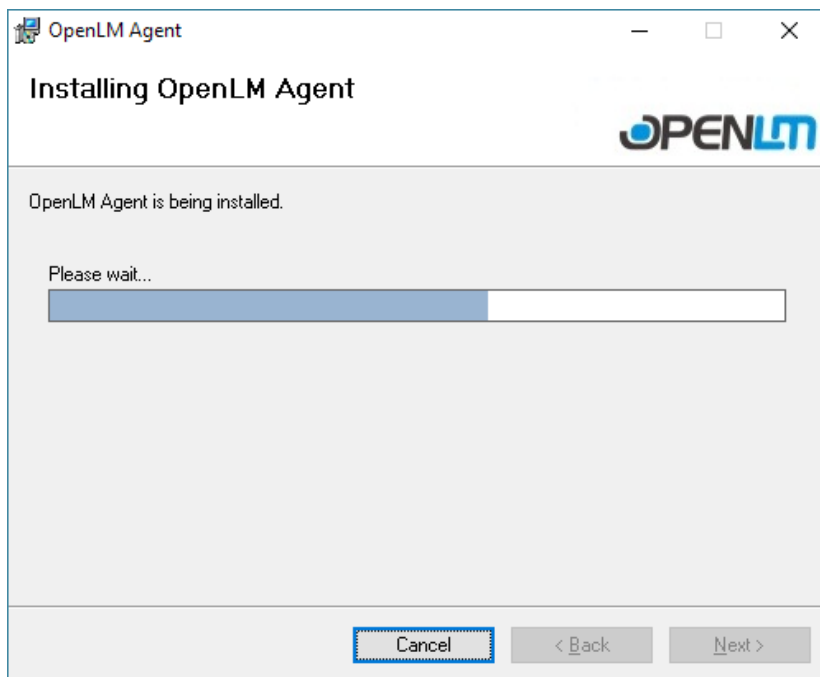 OpenLM Agent
Installing OpenLM Agent
OPENLM
OpenLM Agent is being installed.
Please wait...
Cancel
< Back
Next >